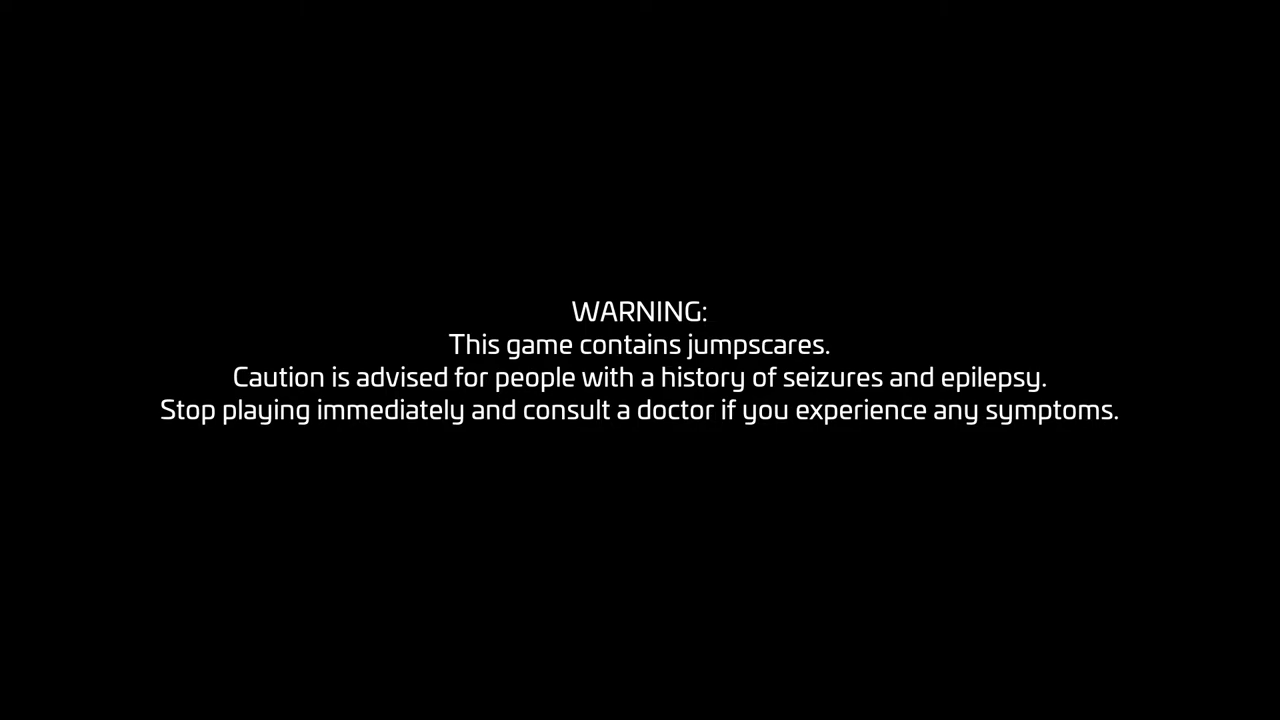 WARNING:
This game contains jumpscares.
Caution is advised for people with a history of seizures and epilepsy.
Stop playing immediately and consult a doctor if you experience any symptoms.